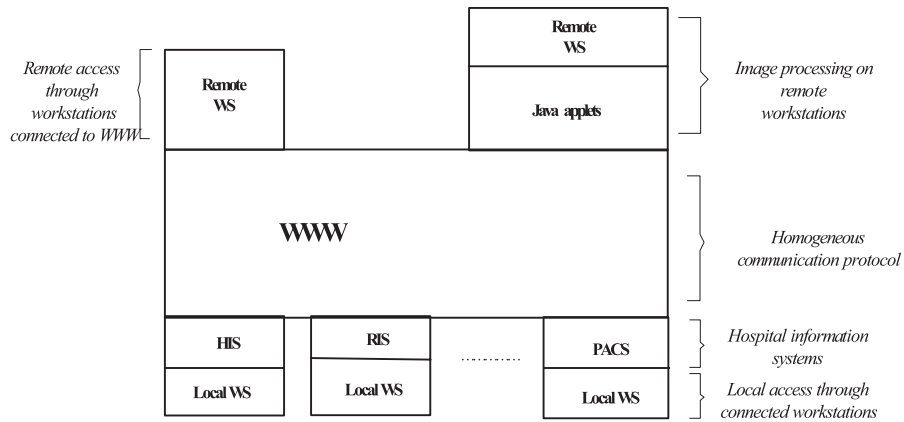 Remote access
through
workstations
connected to WWW
Remote
WS
Remote
WS
Java applets
Image processing on
remote
workstations
WWW
Homogeneous
communication protocol
HIS
RIS
PACS
Hospital information
systems
Local WS
Local WS
Local WS
Local access through
connected workstations